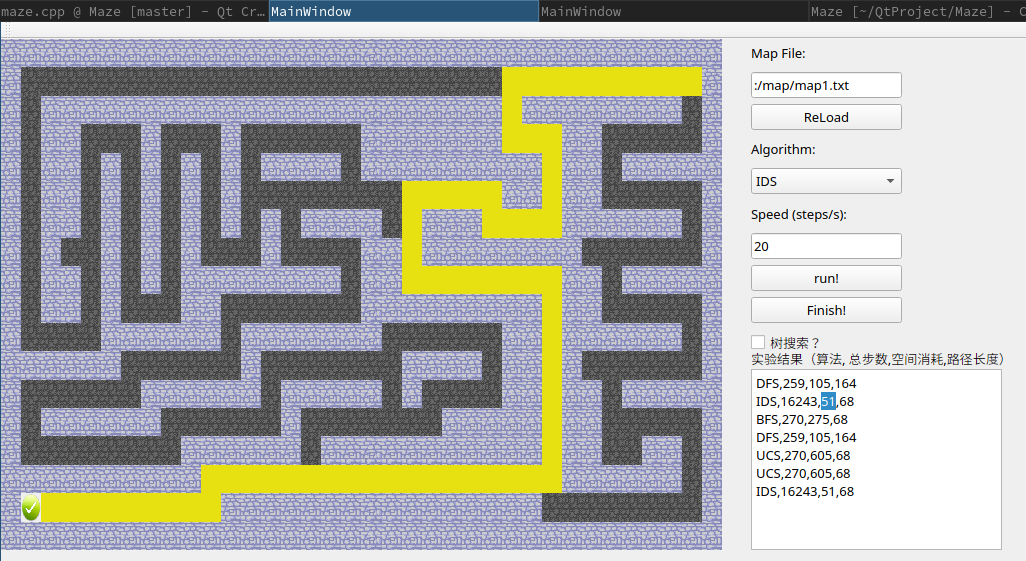 maze.cpp @ Maze [master] - Qt Cr...
MainWindow
MainWindow
Maze [~/QtProject/Maze] - C
Map File:
:/map/map1.txt
ReLoad
Algorithm:
IDS
Speed (steps/s):
20
run!
Finish!
树搜索？
实验结果（算法, 总步数,空间消耗,路径长度）
DFS,259,105,164
IDS,16243,51,68
BFS,270,275,68
DFS,259,105,164
UCS,270,605,68
UCS,270,605,68
IDS,16243,51,68